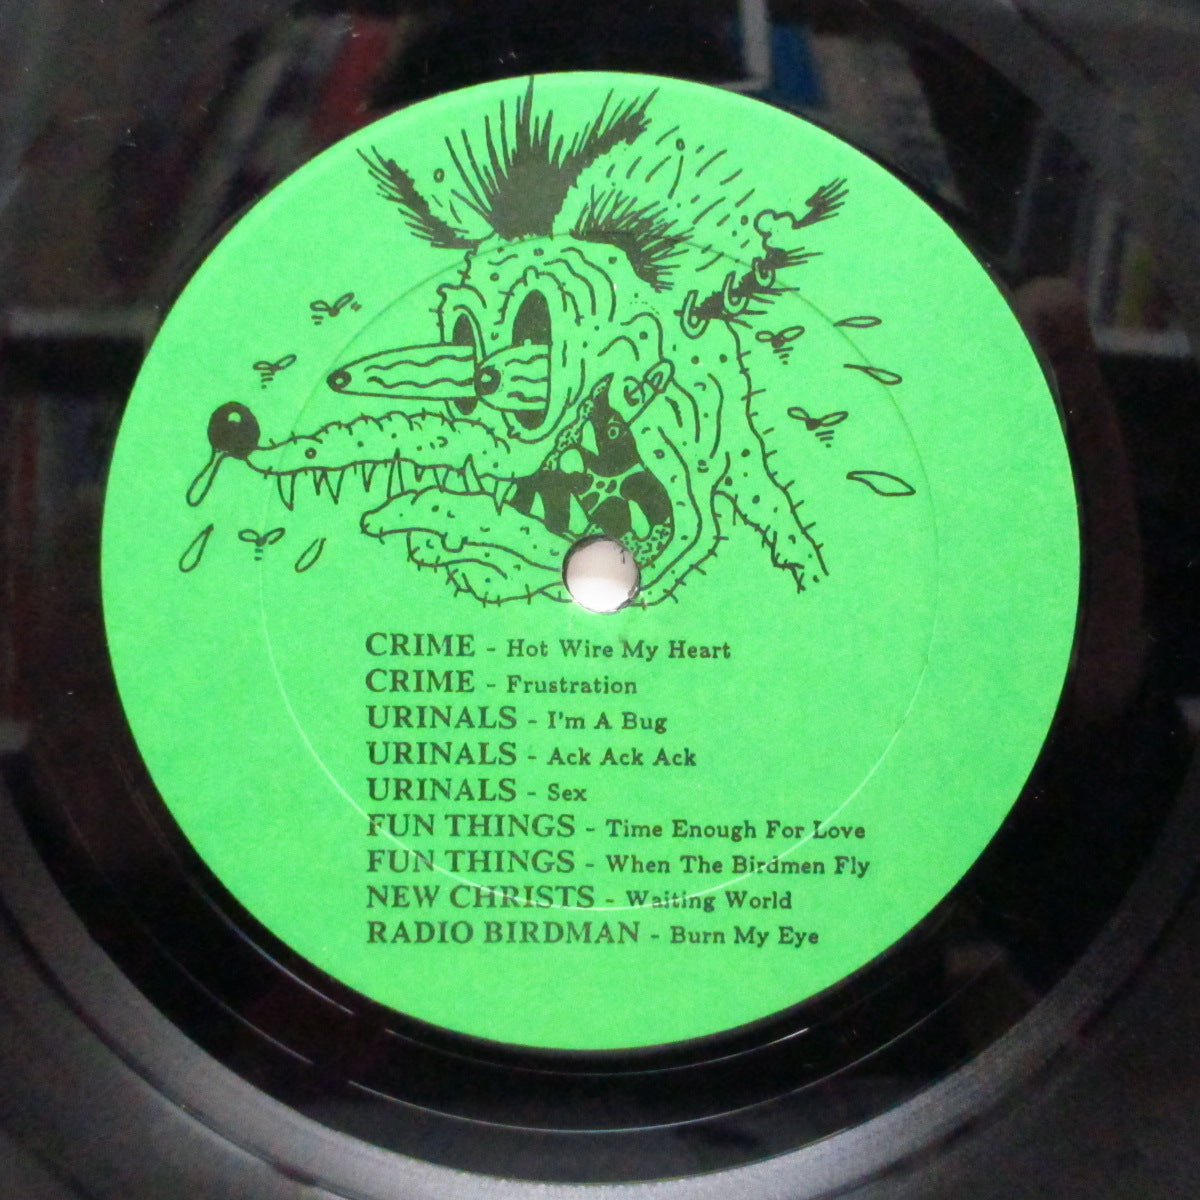 CRIME - Hot Wire My Heart
CRIME - Frustration
URINALS - I'm A Bug
URINALS - Ack Ack Ack
URINALS - Sex
FUN THINGS - Time Enough For Love
FUN THINGS - When The Birdmen Fly
NEW CHRISTS - Waiting World
RADIO BIRDMAN - Burn My Eye